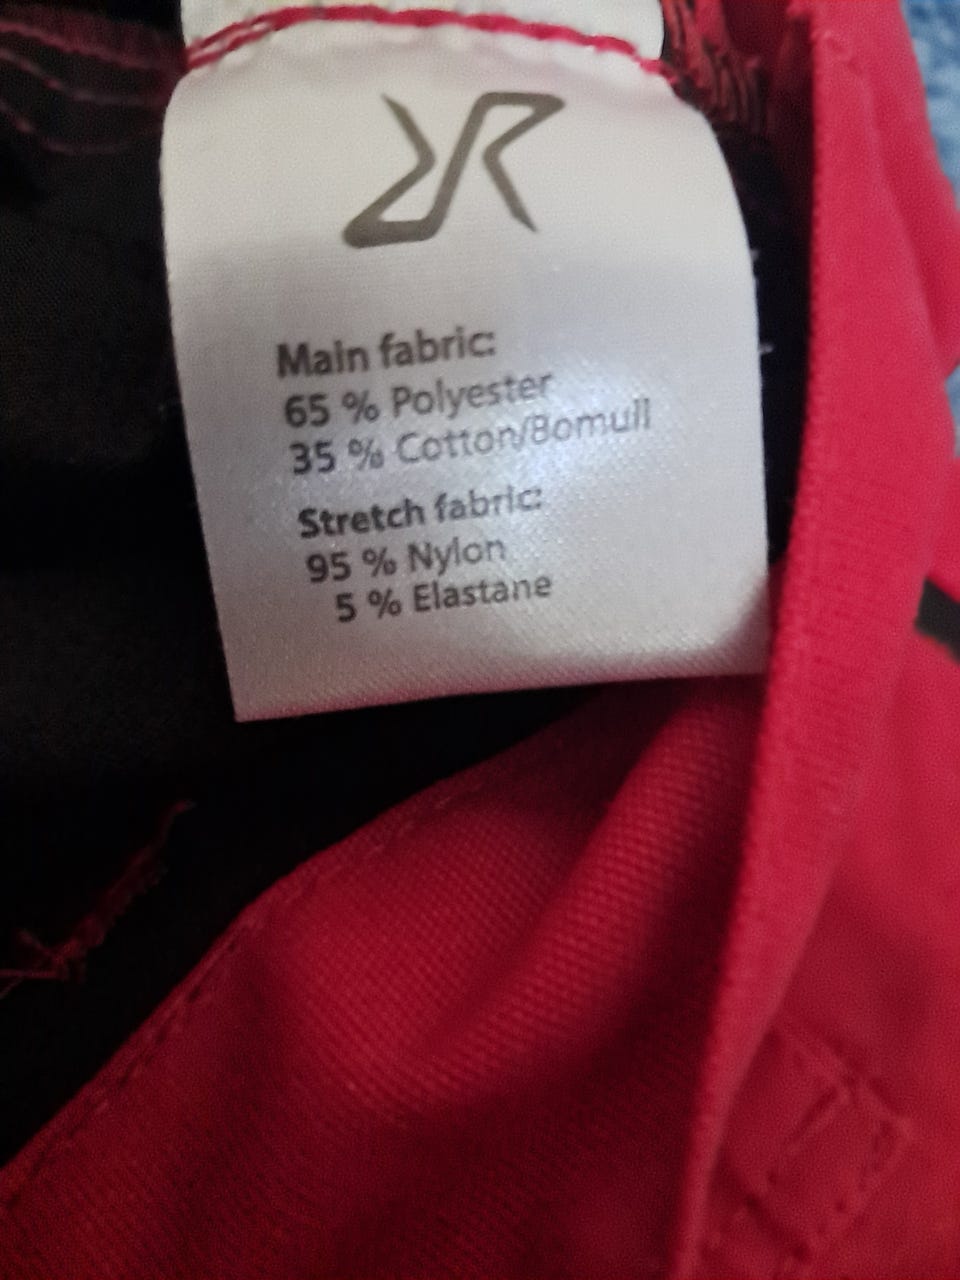 Main fabric:
65 % Polyester
35 % Cotton/Bomull
Stretch fabric:
95 % Nylon
5 % Elastane